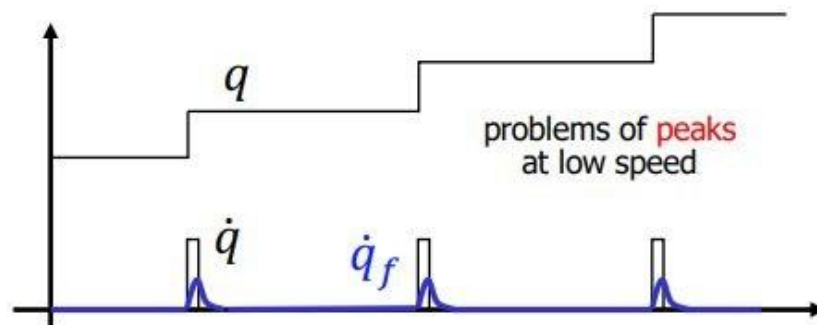 q
problems of peaks
at low speed
q̇
q̇_f